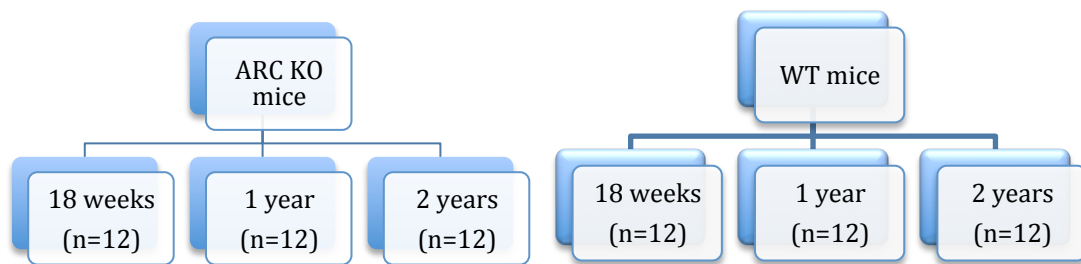 ARC KO
mice
18 weeks
(n=12)
1 year
(n=12)
2 years
(n=12)
WT mice
18 weeks
(n=12)
1 year
(n=12)
2 years
(n=12)